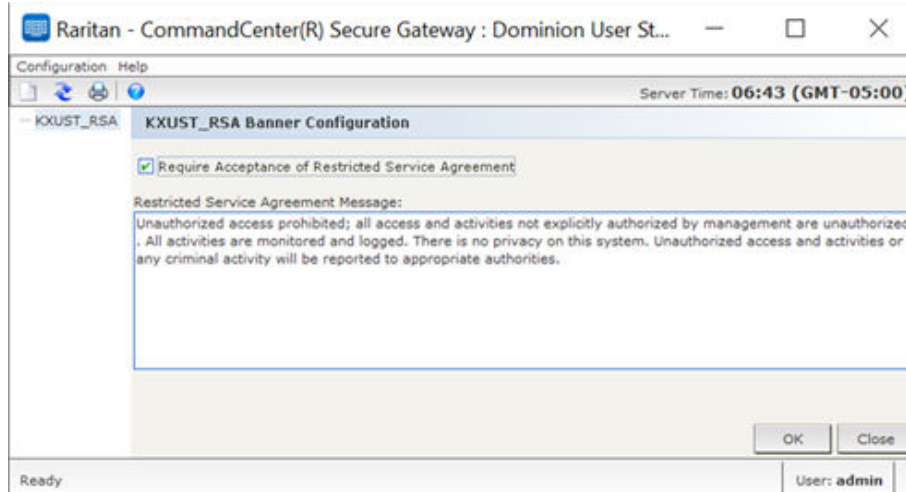 Raritan - CommandCenter(R) Secure Gateway : Dominion User St...
Configuration Help
Server Time: 06:43 (GMT-05:00)
KXUST_RSA
KXUST_RSA Banner Configuration
Require Acceptance of Restricted Service Agreement
Restricted Service Agreement Message:
Unauthorized access prohibited; all access and activities not explicitly authorized by management are unauthorized
. All activities are monitored and logged. There is no privacy on this system. Unauthorized access and activities or
any criminal activity will be reported to appropriate authorities.
OK Close
Ready User: admin